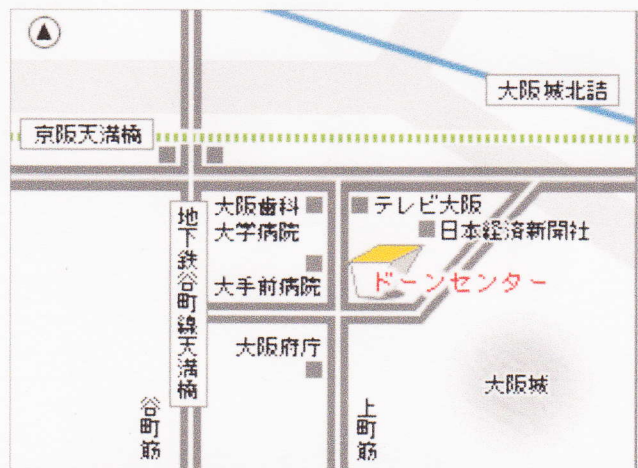 大阪城北詰
京阪天満橋
大阪歯科
大学病院
テレビ大阪
日本経済新聞社
地下鉄谷町線天満橋
大手前病院
ドーンセンター
大阪府庁
大阪城
谷町筋
上町筋